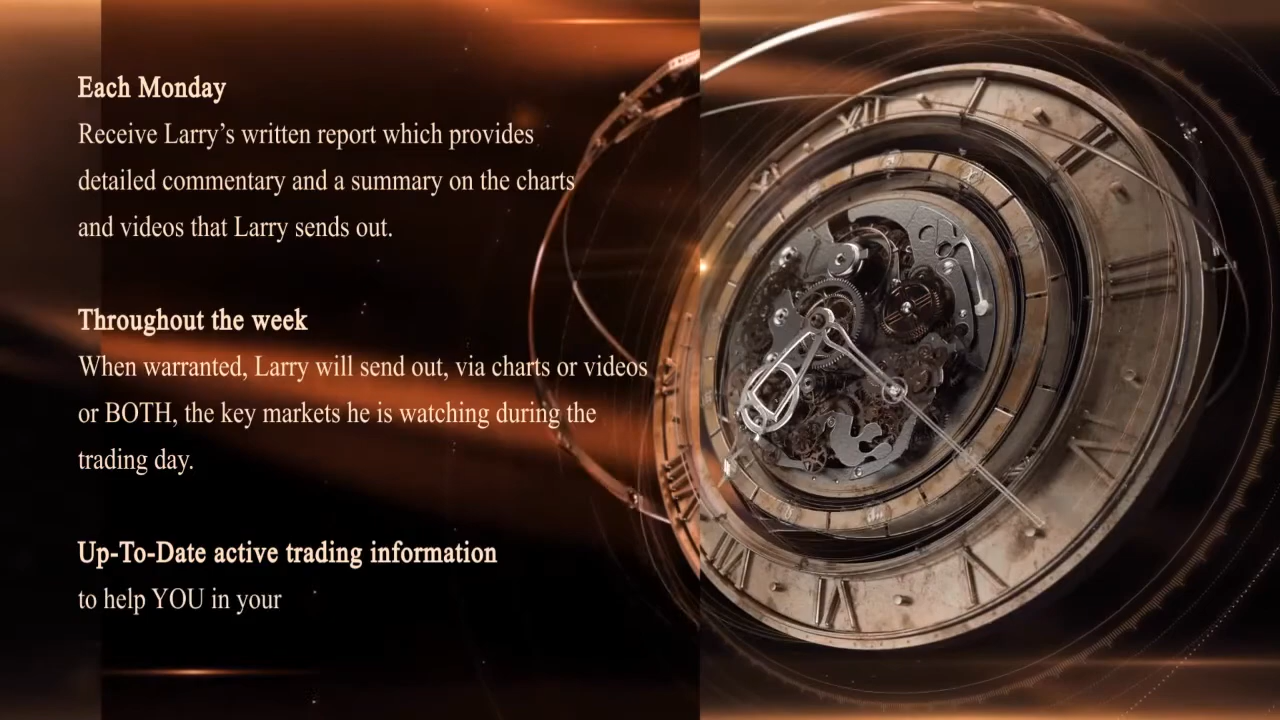 Each Monday
Receive Larry’s written report which provides
detailed commentary and a summary on the charts
and videos that Larry sends out.
Throughout the week
When warranted, Larry will send out, via charts or videos
or BOTH, the key markets he is watching during the
trading day.
Up-To-Date active trading information
to help YOU in your